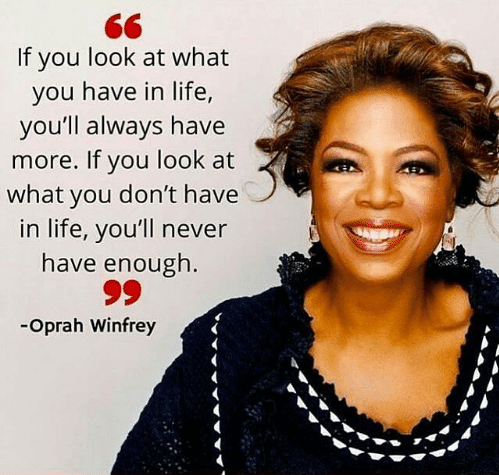 “
If you look at what
you have in life,
you'll always have
more. If you look at
what you don't have
in life, you'll never
have enough.
”
-Oprah Winfrey